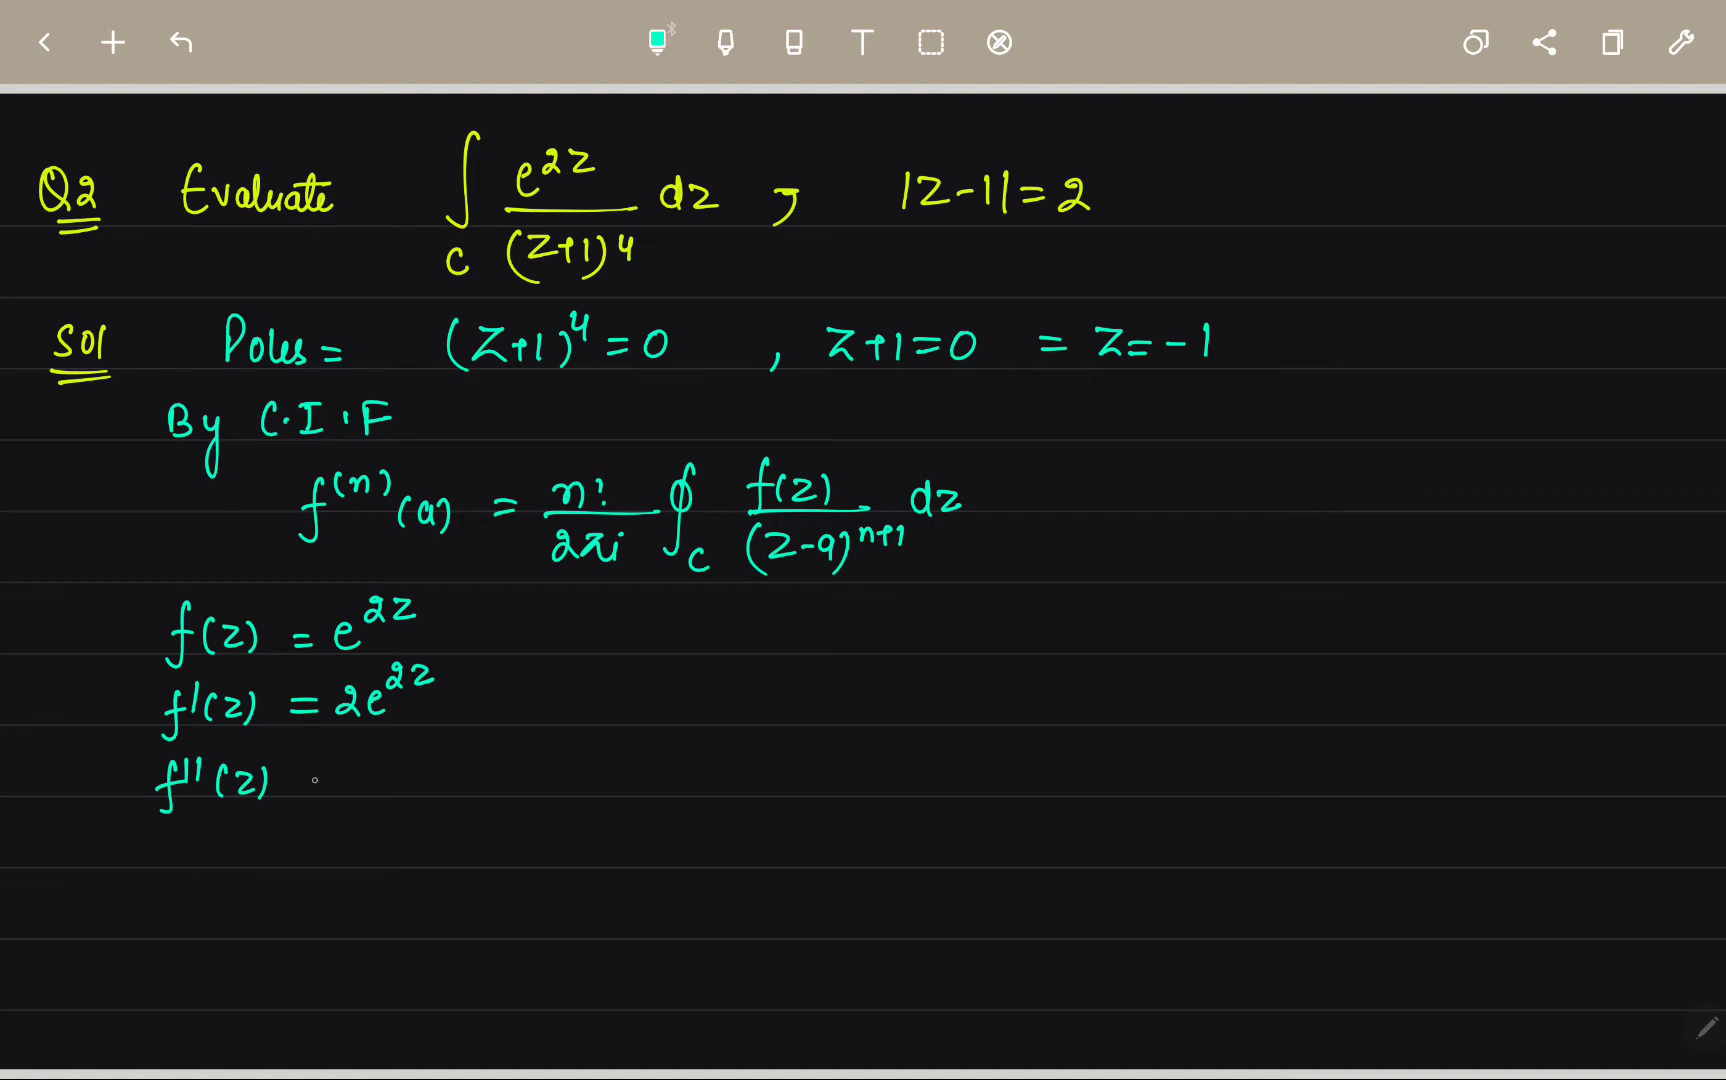 Q2 Evaluate ∫_C e^{2z}/(z+1)^4 dz , |z-1|=2
Sol Poles = (z+1)^4 = 0 , z+1=0 = z=-1
By C.I.F
f^{(n)}(a) = n!/2πi ∮_C f(z)/(z-a)^{n+1} dz
f(z) = e^{2z}
f'(z) = 2e^{2z}
f''(z)